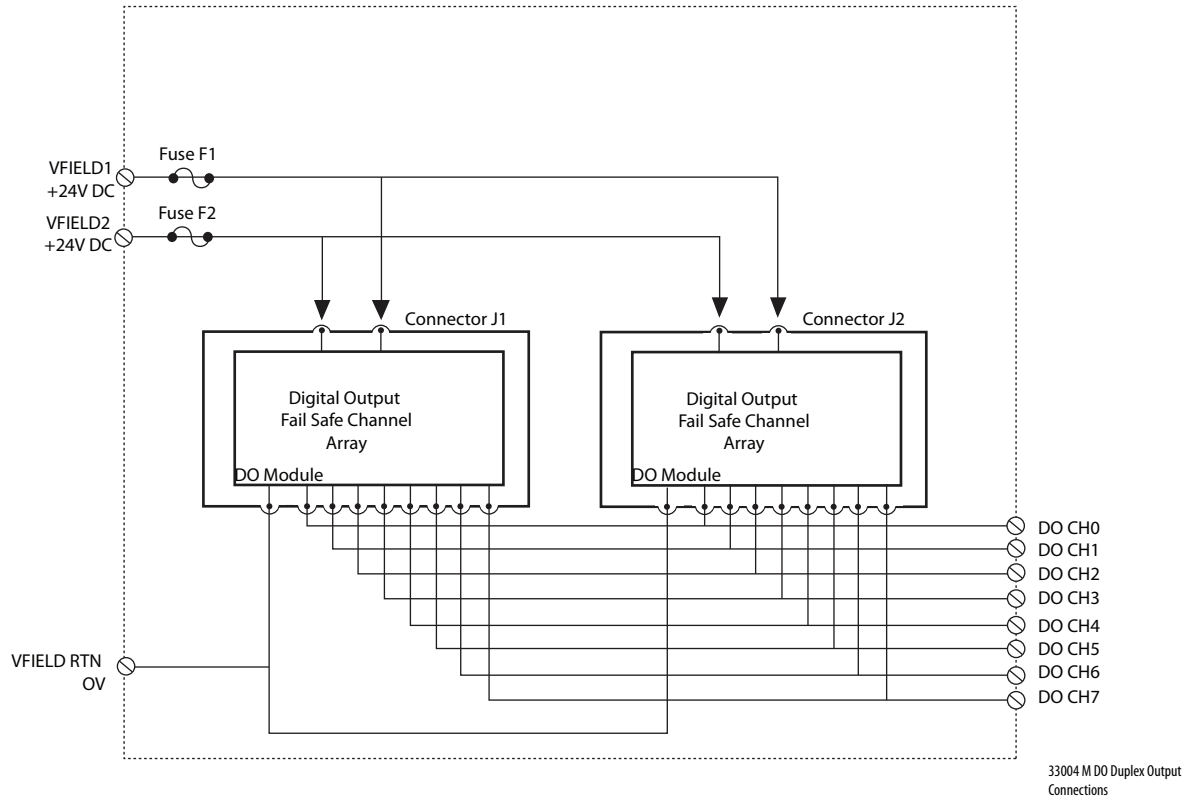 Fuse F1
VFIELD1
+24V DC
Fuse F2
VFIELD2
+24V DC
Connector J1
Connector J2
Digital Output
Fail Safe Channel
Array
DO Module
Digital Output
Fail Safe Channel
Array
DO Module
DO CH0
DO CH1
DO CH2
DO CH3
DO CH4
DO CH5
DO CH6
DO CH7
VFIELD RTN
OV
33004 M DO Duplex Output
Connections